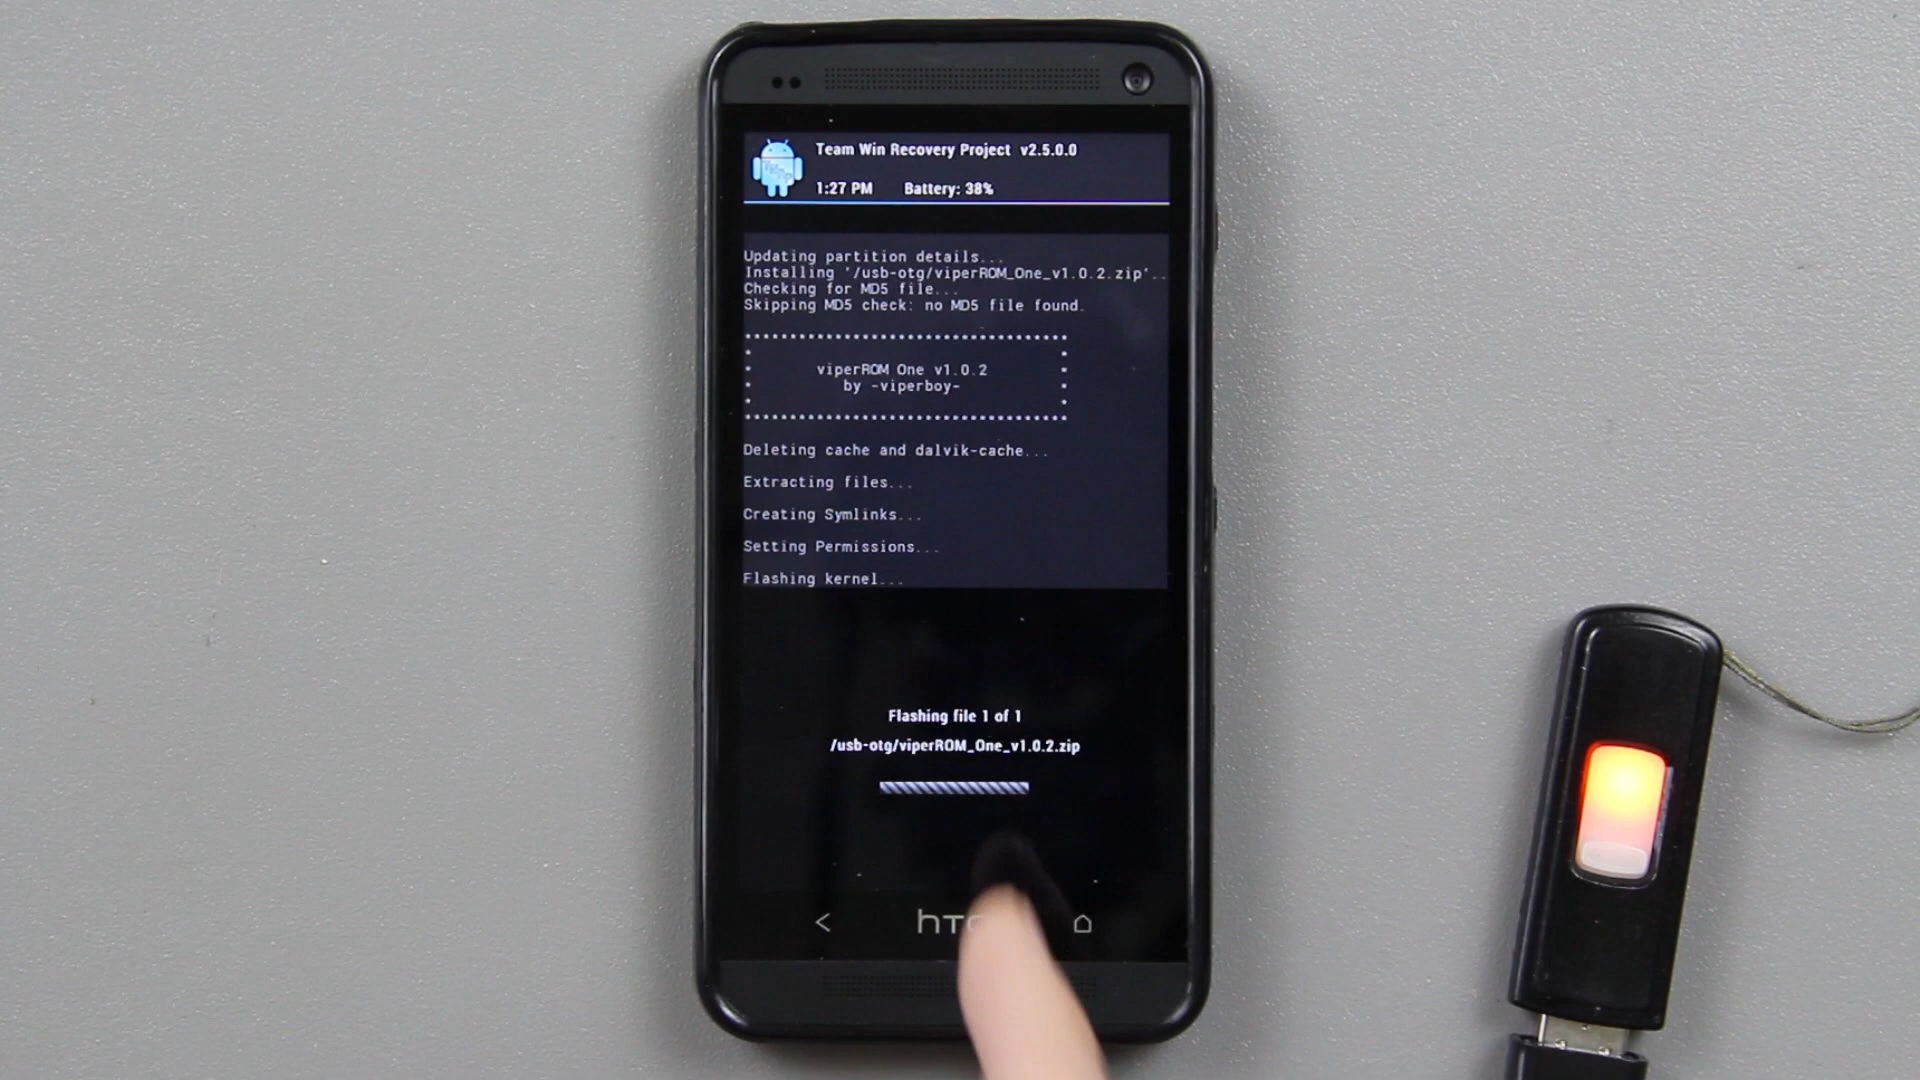 Team Win Recovery Project v2.5.0.0
1:27 PM Battery: 38%
Updating partition details...
Installing '/usb-otg/viperROM_One_v1.0.2.zip'..
Checking for MD5 file...
Skipping MD5 check: no MD5 file found.
viperROM One v1.0.2
by -viperboy-
Deleting cache and dalvik-cache...
Extracting files...
Creating Symlinks...
Setting Permissions...
Flashing kernel...
Flashing file 1 of 1
/usb-otg/viperROM_One_v1.0.2.zip
hTC